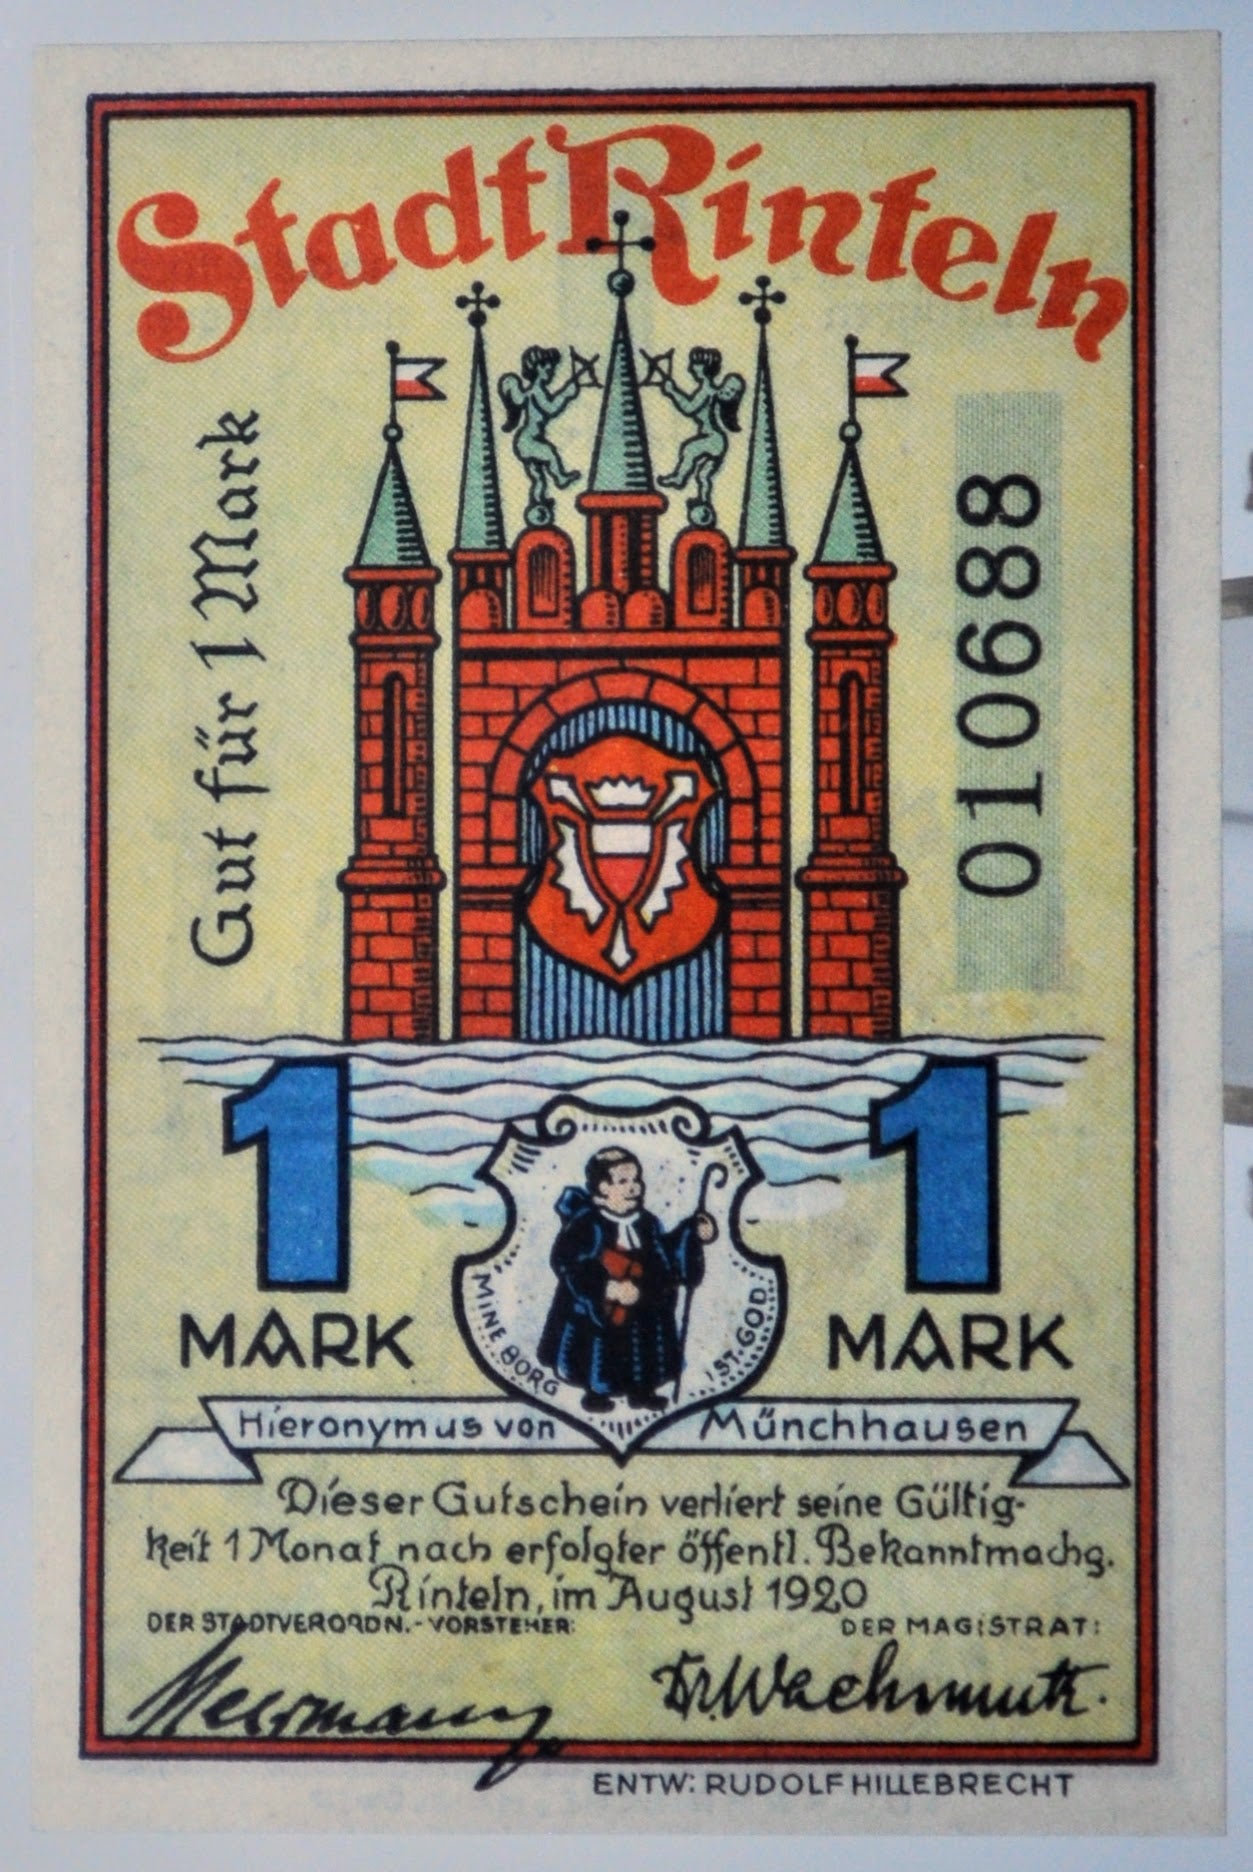 Stadt Rinteln
Gut für 1 Mark
010688
1 1
MARK MARK
MINE BORG IST. GOD.
Hieronymus von Münchhausen
Dieser Gutschein verliert seine Gültig-
keit 1 Monat nach erfolgter öffentl. Bekanntmachg.
Rinteln, im August 1920
DER STADTVERORDN.-VORSTEHER: DER MAGISTRAT:
Dr. Wachsmuth.
ENTW: RUDOLF HILLEBRECHT